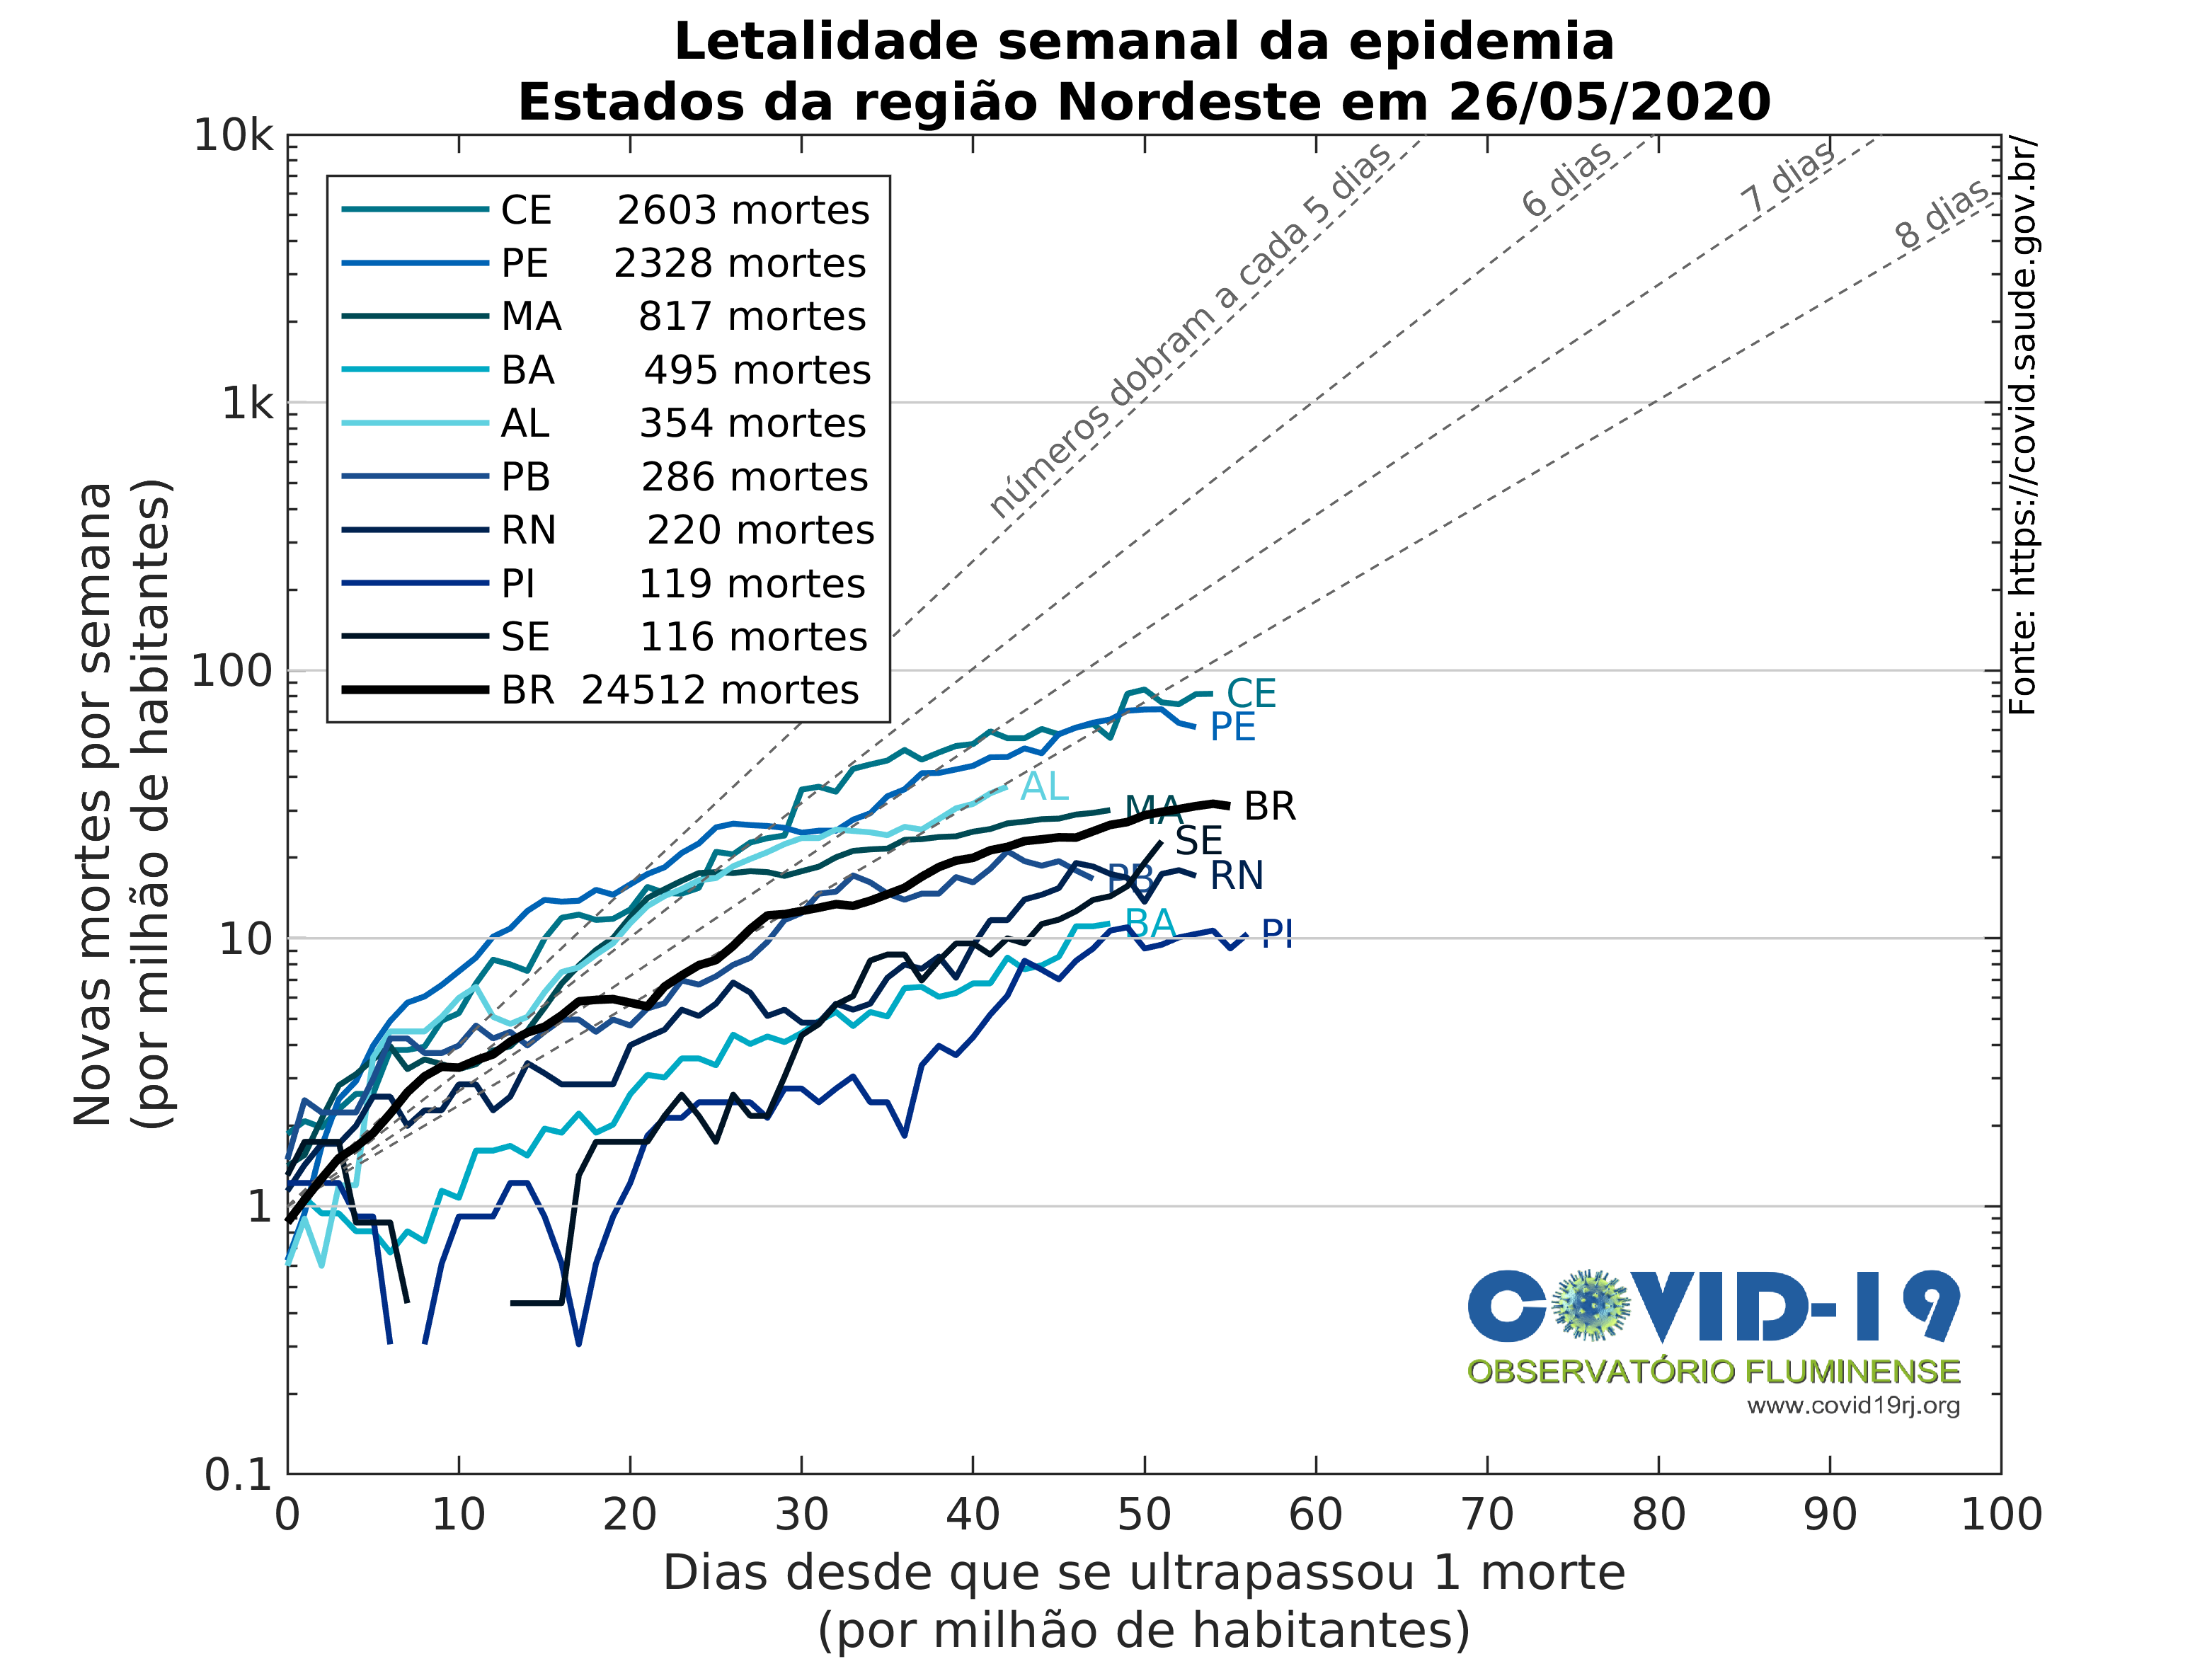 Letalidade semanal da epidemia
Estados da região Nordeste em 26/05/2020
10k
1k
100
10
1
0.1
Novas mortes por semana
(por milhão de habitantes)
CE 2603 mortes
PE 2328 mortes
MA 817 mortes
BA 495 mortes
AL 354 mortes
PB 286 mortes
RN 220 mortes
PI 119 mortes
SE 116 mortes
BR 24512 mortes
números dobram a cada 5 dias
6 dias
7 dias
8 dias
Fonte: https://covid.saude.gov.br/
CE
PE
AL
MA
BR
SE
PB
RN
BA
PI
COVID-19
OBSERVATÓRIO FLUMINENSE
www.covid19rj.org
0 10 20 30 40 50 60 70 80 90 100
Dias desde que se ultrapassou 1 morte
(por milhão de habitantes)